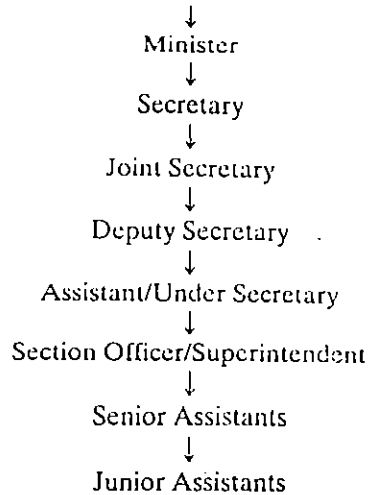 ↓
Minister
↓
Secretary
↓
Joint Secretary
↓
Deputy Secretary
↓
Assistant/Under Secretary
↓
Section Officer/Superintendent
↓
Senior Assistants
↓
Junior Assistants